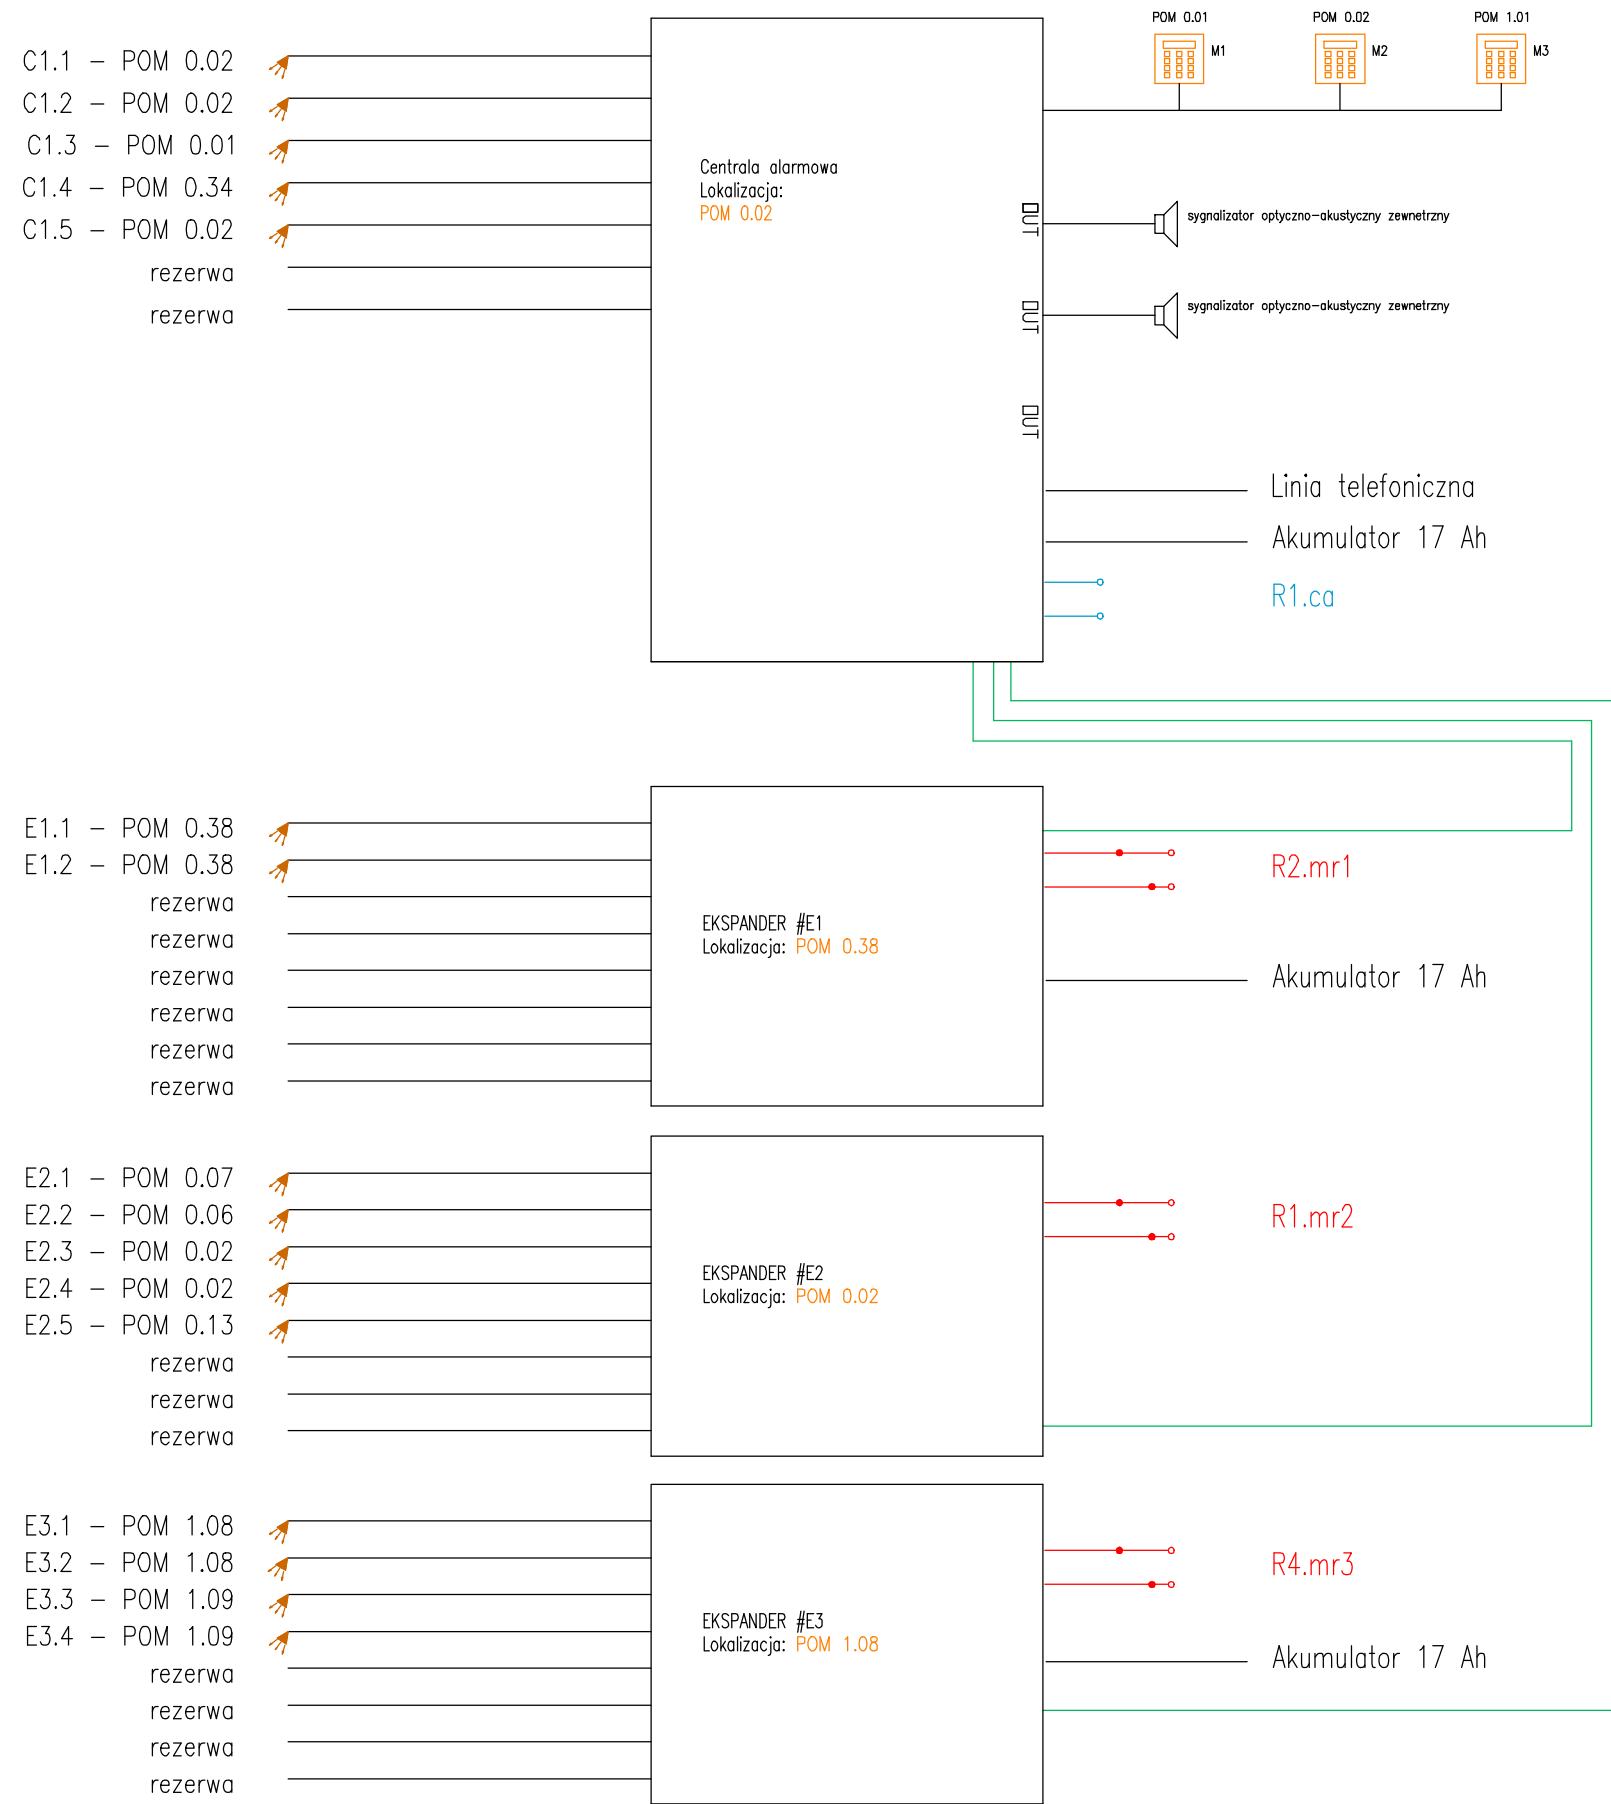 POM 0.01
POM 0.02
POM 1.01
M1
M2
M3
C1.1 – POM 0.02
C1.2 – POM 0.02
C1.3 – POM 0.01
C1.4 – POM 0.34
C1.5 – POM 0.02
rezerwa
rezerwa
Centrala alarmowa
Lokalizacja:
POM 0.02
OUT
sygnalizator optyczno-akustyczny zewnetrzny
OUT
sygnalizator optyczno-akustyczny zewnetrzny
OUT
Linia telefoniczna
Akumulator 17 Ah
R1.ca
E1.1 – POM 0.38
E1.2 – POM 0.38
rezerwa
rezerwa
rezerwa
rezerwa
rezerwa
rezerwa
EKSPANDER #E1
Lokalizacja: POM 0.38
R2.mr1
Akumulator 17 Ah
E2.1 – POM 0.07
E2.2 – POM 0.06
E2.3 – POM 0.02
E2.4 – POM 0.02
E2.5 – POM 0.13
rezerwa
rezerwa
rezerwa
EKSPANDER #E2
Lokalizacja: POM 0.02
R1.mr2
E3.1 – POM 1.08
E3.2 – POM 1.08
E3.3 – POM 1.09
E3.4 – POM 1.09
rezerwa
rezerwa
rezerwa
rezerwa
EKSPANDER #E3
Lokalizacja: POM 1.08
R4.mr3
Akumulator 17 Ah